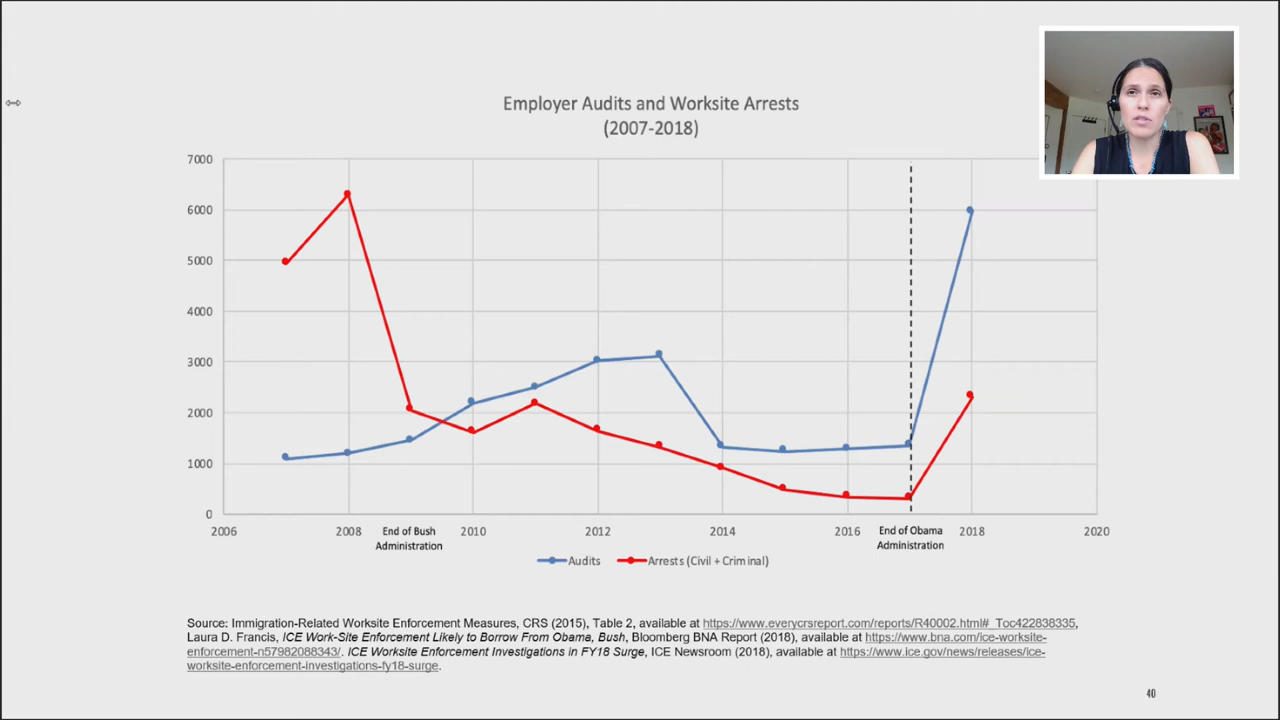 Employer Audits and Worksite Arrests
(2007-2018)
7000
6000
5000
4000
3000
2000
1000
0
2006
2008
End of Bush
Administration
2010
2012
2014
2016
End of Obama
Administration
2018
2020
Audits
Arrests (Civil + Criminal)
Source: Immigration-Related Worksite Enforcement Measures, CRS (2015), Table 2, available at https://www.everycrsreport.com/reports/R40002.html#_Toc422838335,
Laura D. Francis, ICE Work-Site Enforcement Likely to Borrow From Obama, Bush, Bloomberg BNA Report (2018), available at https://www.bna.com/ice-worksite-
enforcement-n57982088343/. ICE Worksite Enforcement Investigations in FY18 Surge, ICE Newsroom (2018), available at https://www.ice.gov/news/releases/ice-
worksite-enforcement-investigations-fy18-surge.
40